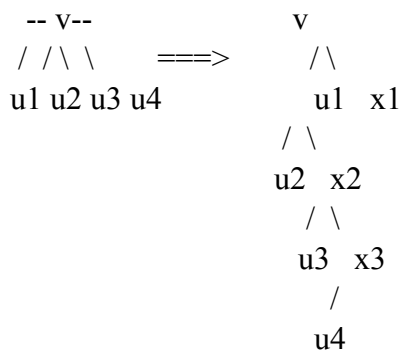 -- v--                          v
/ / \ \        ===>           / \
u1 u2 u3 u4                  u1   x1
/ \
u2   x2
/ \
u3   x3
/
u4